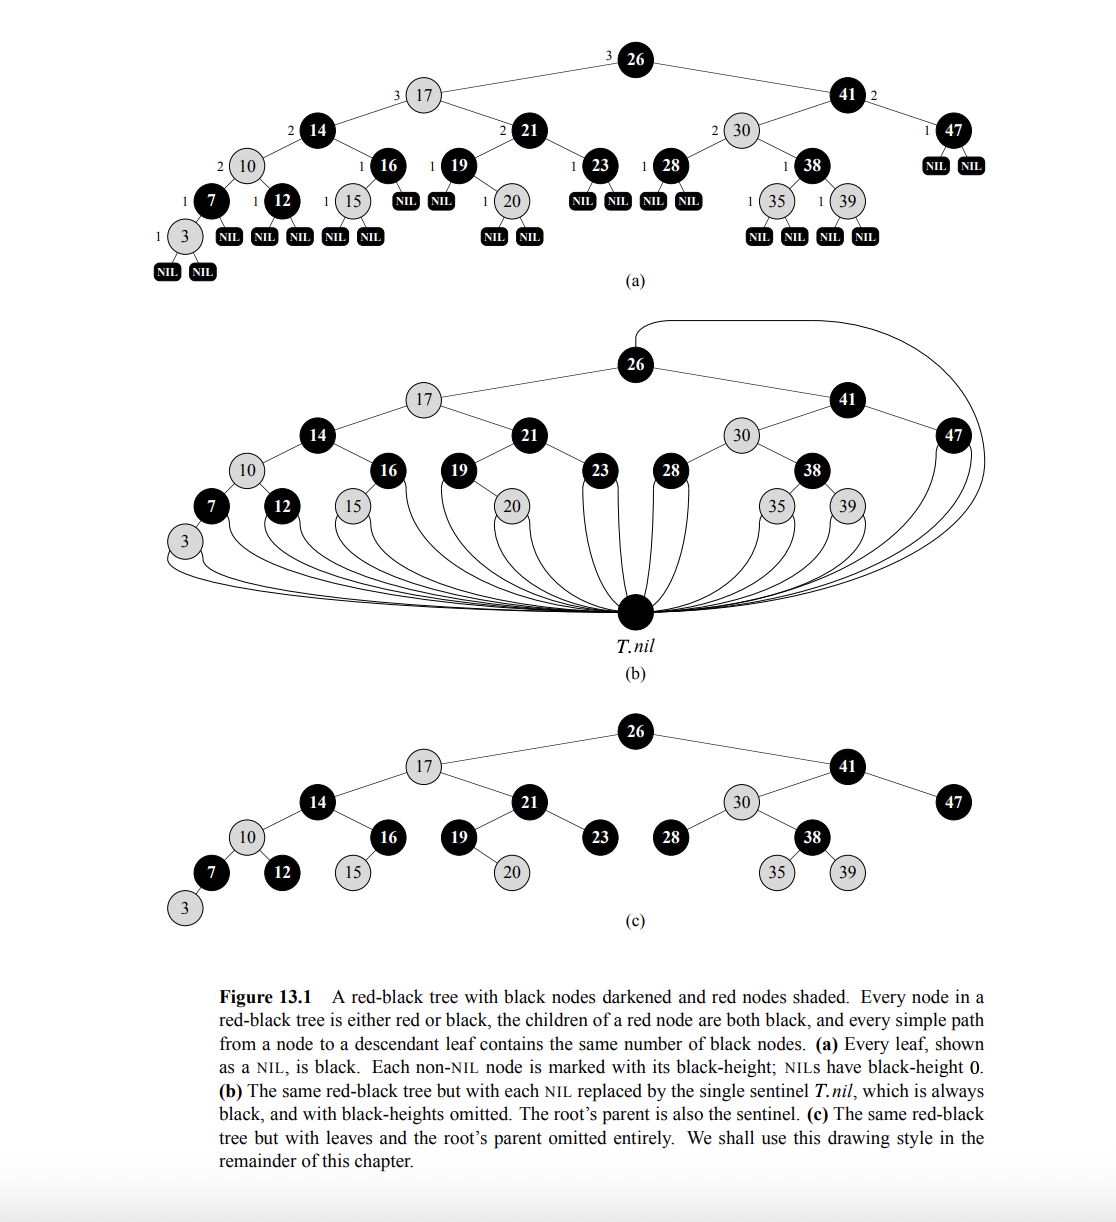 3 26
3 17 41 2
2 14 2 21 2 30 1 47
2 10 1 16 1 19 1 23 1 28 1 38 NIL NIL
1 7 1 12 1 15 NIL NIL 1 20 NIL NIL NIL NIL 1 35 1 39
1 3 NIL NIL NIL NIL NIL NIL NIL NIL NIL NIL NIL
NIL NIL
(a)
26
17 41
14 21 30 47
10 16 19 23 28 38
7 12 15 20 35 39
3
T.nil
(b)
26
17 41
14 21 30 47
10 16 19 23 28 38
7 12 15 20 35 39
3
(c)
Figure 13.1 A red-black tree with black nodes darkened and red nodes shaded. Every node in a
red-black tree is either red or black, the children of a red node are both black, and every simple path
from a node to a descendant leaf contains the same number of black nodes. (a) Every leaf, shown
as a NIL, is black. Each non-NIL node is marked with its black-height; NILs have black-height 0.
(b) The same red-black tree but with each NIL replaced by the single sentinel T.nil, which is always
black, and with black-heights omitted. The root's parent is also the sentinel. (c) The same red-black
tree but with leaves and the root's parent omitted entirely. We shall use this drawing style in the
remainder of this chapter.